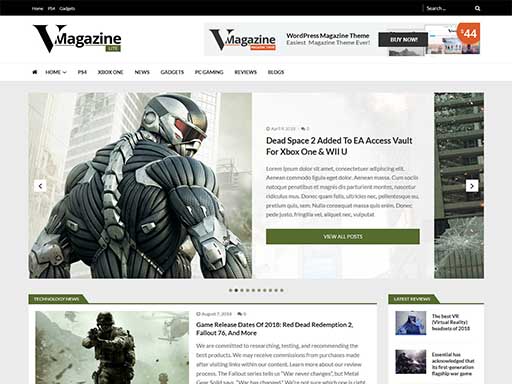 Home PS4 Gadgets
Search ...
VMagazine
LITE
VMagazine
WordPress Magazine Theme
Easiest Magazine Theme Ever!
BUY NOW!
$44
HOME PS4 XBOX ONE NEWS GADGETS PC GAMING REVIEWS BLOGS
April 9, 2018 0
Dead Space 2 Added To EA Access Vault
For Xbox One & WII U
Lorem ipsum dolor sit amet, consectetuer adipiscing elit.
Aenean commodo ligula eget dolor. Aenean massa. Cum sociis
natoque penatibus et magnis dis parturient montes, nascetur
ridiculus mus. Donec quam felis, ultricies nec, pellentesque eu,
pretium quis, sem. Nulla consequat massa quis enim. Donec
pede justo, fringilla vel, aliquet nec, vulputat
VIEW ALL POSTS
TECHNOLOGY NEWS
August 7, 2018 0
Game Release Dates Of 2018: Red Dead Redemption 2,
Fallout 76, And More
We are committed to researching, testing, and recommending the
best products. We may receive commissions from purchases made
after visiting links within our content. Learn more about our review
process. The Fallout series tells us "War never changes", but Metal
Gear Solid says, "War has changed." We're not sure which one is right
LATEST REVIEWS
The best VR
(Virtual Reality)
headsets of 2018
Essential has
acknowledged that
its first-generation
flagship war game